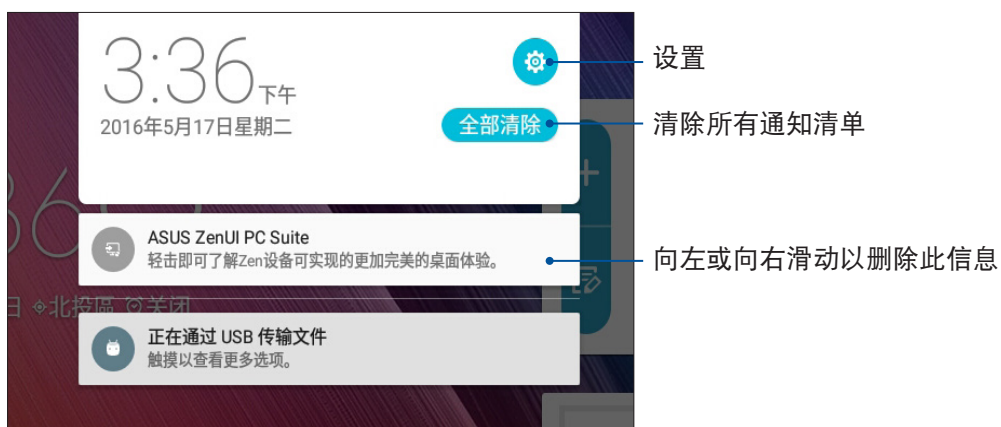 3:36下午
2016年5月17日星期二
全部清除
ASUS ZenUI PC Suite
轻击即可了解Zen设备可实现的更加完美的桌面体验。
日 北投區 关闭
正在通过 USB 传输文件
触摸以查看更多选项。
设置
清除所有通知清单
向左或向右滑动以删除此信息